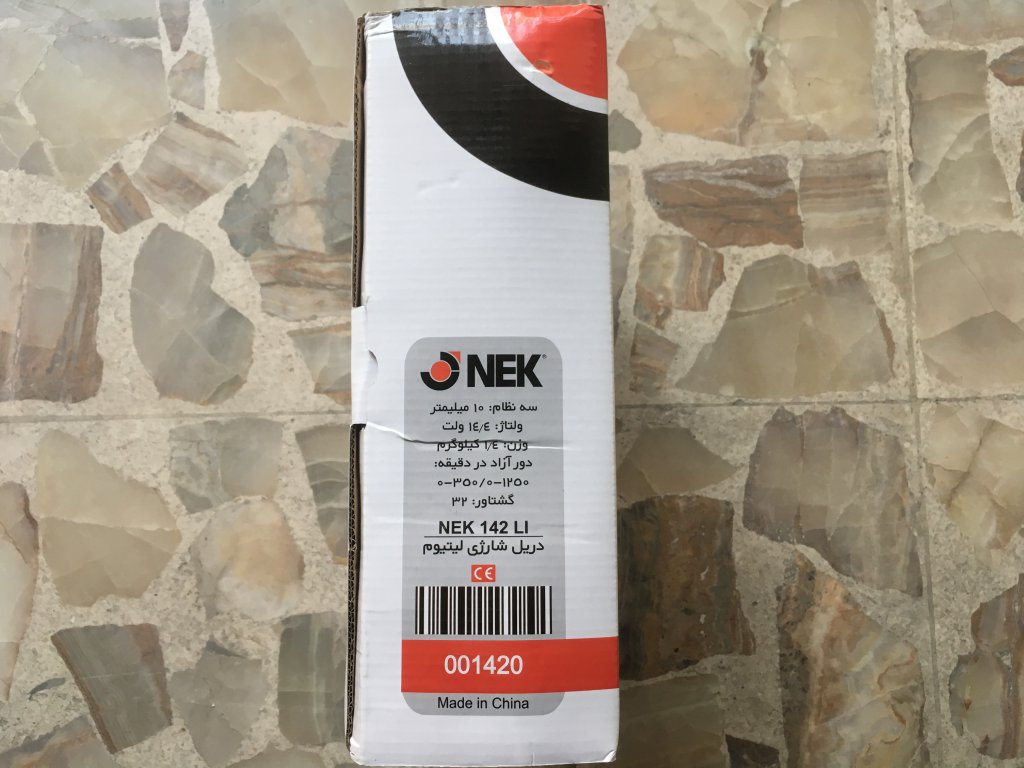 NEK®
سه نظام: ۱۰ میلیمتر
ولتاژ: ۱٤٫٤ ولت
وزن: ۱٫٤ کیلوگرم
دور آزاد در دقیقه:
۰-۳۵۰/۰-۱۲۵۰
گشتاور: ۳۲
NEK 142 LI
دریل شارژی لیتیوم
CE
001420
Made in China